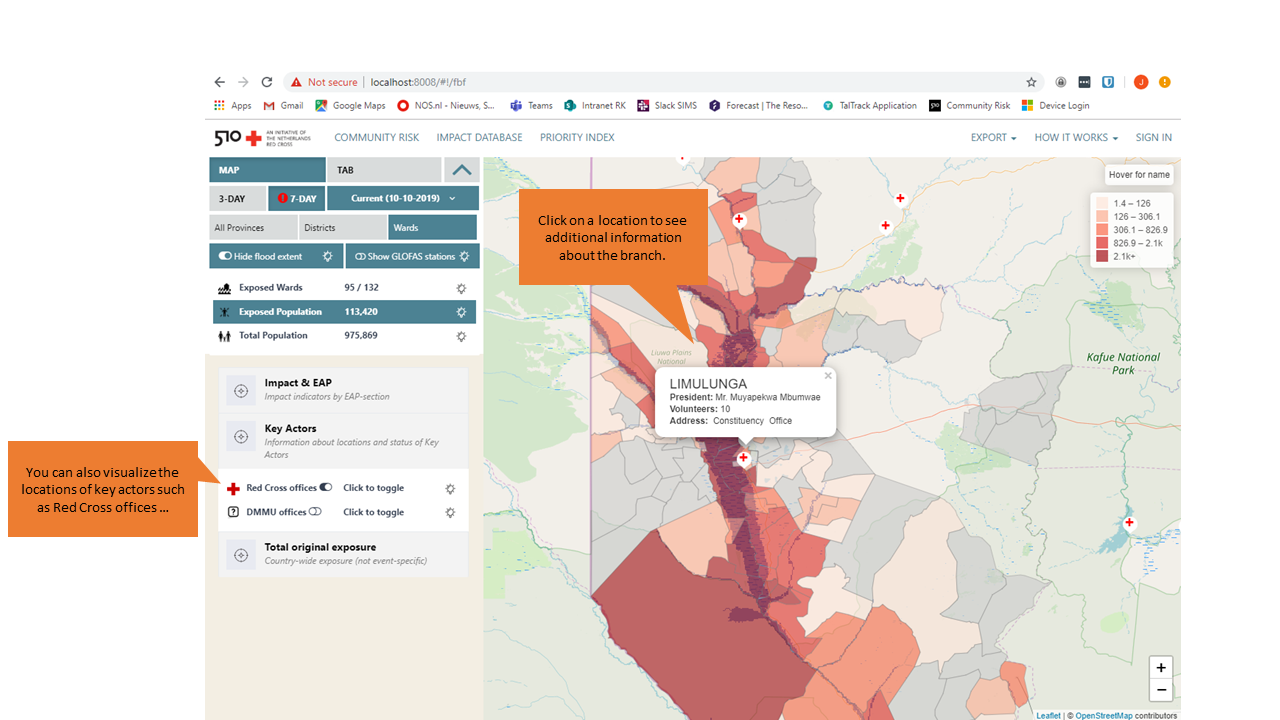 Not secure | localhost:8008/#!/fbf
Apps Gmail Google Maps NOS.nl - Nieuws, S... Teams Intranet RK Slack SIMS Forecast | The Reso... TalTrack Application Community Risk Device Login
510 AN INITIATIVE OF THE NETHERLANDS RED CROSS
COMMUNITY RISK IMPACT DATABASE PRIORITY INDEX EXPORT HOW IT WORKS SIGN IN
MAP TAB
3-DAY 7-DAY Current (10-10-2019)
All Provinces Districts Wards
Hide flood extent Show GLOFAS stations
Exposed Wards 95 / 132
Exposed Population 113,420
Total Population 975,869
Impact & EAP
Impact indicators by EAP-section
Key Actors
Information about locations and status of Key
Actors
Red Cross offices Click to toggle
DMMU offices Click to toggle
Total original exposure
Country-wide exposure (not event-specific)
You can also visualize the
locations of key actors such
as Red Cross offices ...
Click on a location to see
additional information
about the branch.
Hover for name
1.4 – 126
126 – 306.1
306.1 – 826.9
826.9 – 2.1k
2.1k+
Liuwa Plains
National
Kafue National
Park
LIMULUNGA
President: Mr. Muyapekwa Mbumwae
Volunteers: 10
Address: Constituency Office
+
−
Leaflet | © OpenStreetMap contributors